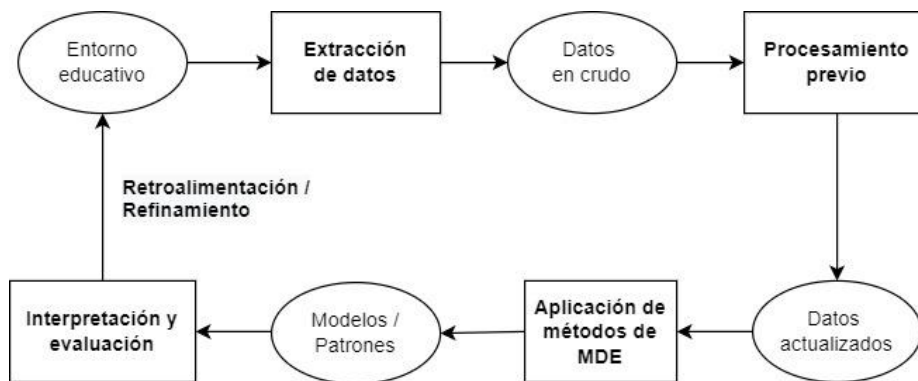 Entorno
educativo
Extracción
de datos
Datos
en crudo
Procesamiento
previo
Retroalimentación /
Refinamiento
Interpretación y
evaluación
Modelos /
Patrones
Aplicación de
métodos de
MDE
Datos
actualizados